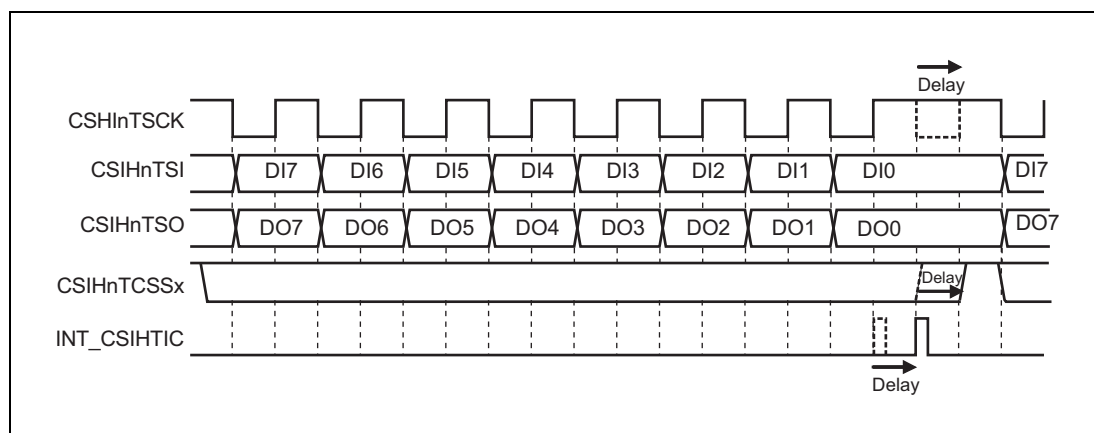 Delay
CSHInTSCK
CSIHnTSI DI7 DI6 DI5 DI4 DI3 DI2 DI1 DI0 DI7
CSIHnTSO DO7 DO6 DO5 DO4 DO3 DO2 DO1 DO0 DO7
CSIHnTCSSx Delay
INT_CSIHTIC
Delay